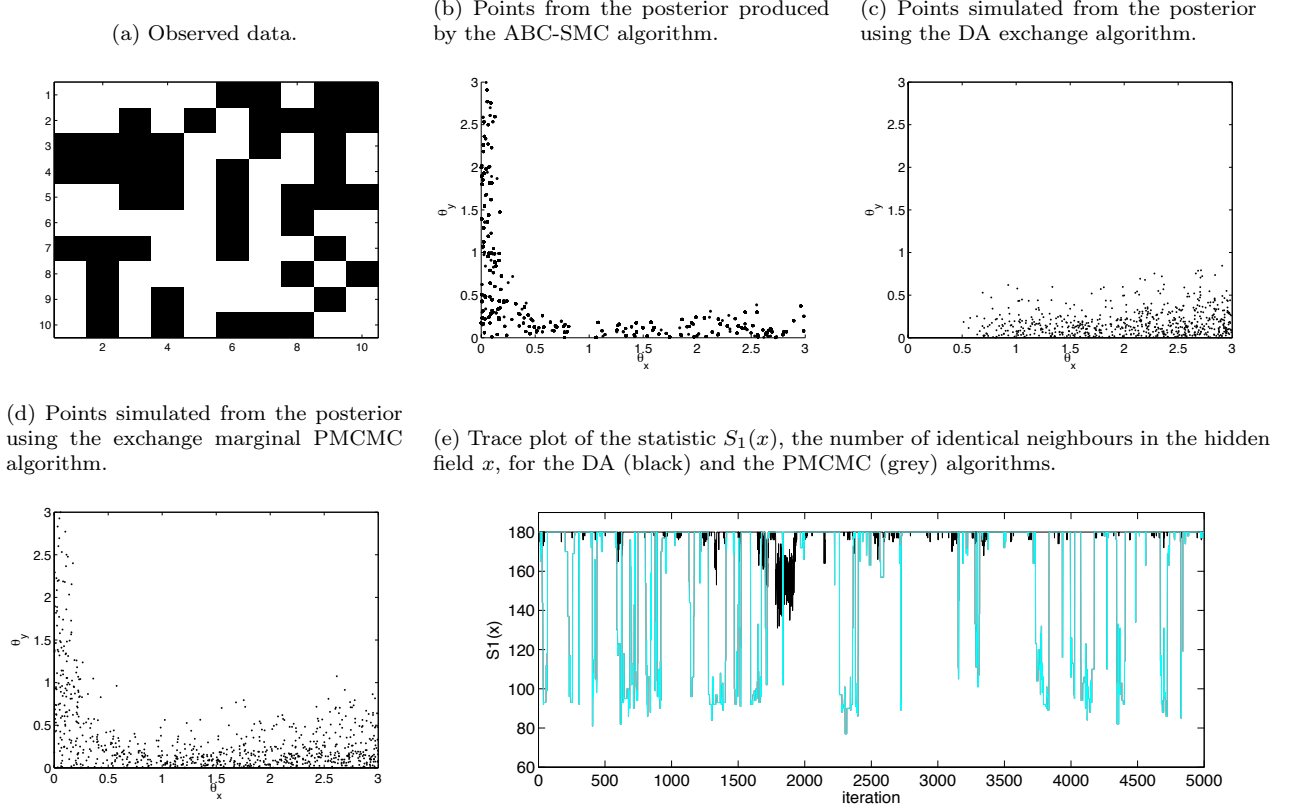 (a) Observed data.
(b) Points from the posterior produced
by the ABC-SMC algorithm.
(c) Points simulated from the posterior
using the DA exchange algorithm.
1
2
3
4
5
6
7
8
9
10
2 4 6 8 10
3
2.5
2
1.5
1
0.5
0
θy
0 0.5 1 1.5 2 2.5 3
θx
3
2.5
2
1.5
1
0.5
0
θy
0 0.5 1 1.5 2 2.5 3
θx
(d) Points simulated from the posterior
using the exchange marginal PMCMC
algorithm.
(e) Trace plot of the statistic S1(x), the number of identical neighbours in the hidden
field x, for the DA (black) and the PMCMC (grey) algorithms.
3
2.5
2
1.5
1
0.5
0
θy
0 0.5 1 1.5 2 2.5 3
θx
180
160
140
120
100
80
60
S1(x)
0 500 1000 1500 2000 2500 3000 3500 4000 4500 5000
iteration